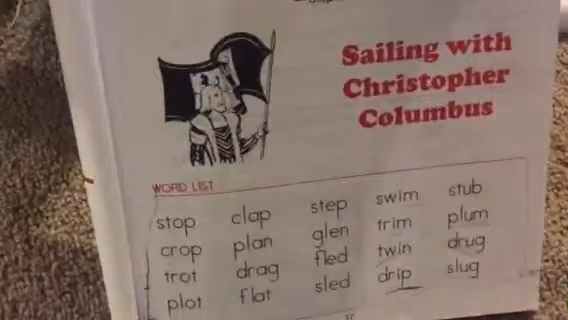 Sailing with
Christopher
Columbus
WORD LIST
stop clap step swim stub
crop plan glen trim plum
trot drag fled twin drug
plot flat sled drip slug